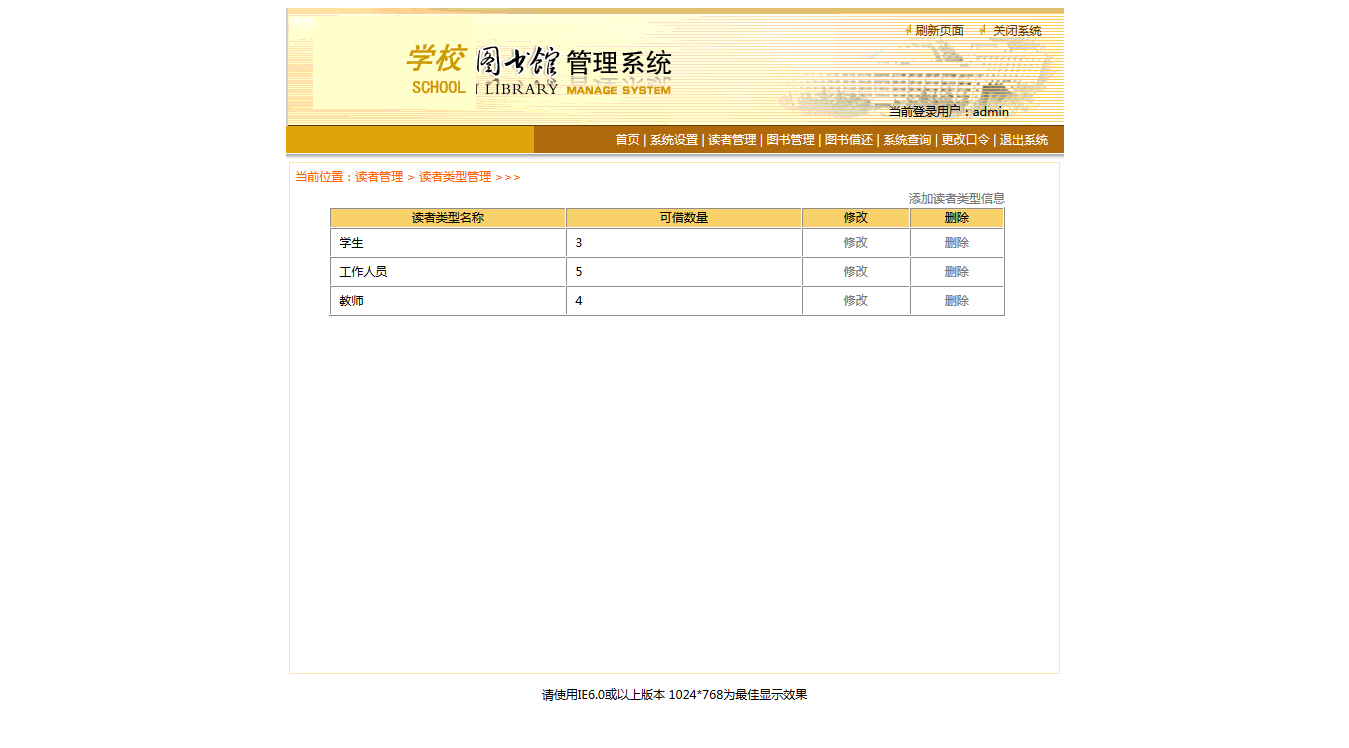 刷新页面 关闭系统
学校 图书馆 管理系统
SCHOOL LIBRARY MANAGE SYSTEM
当前登录用户：admin
首页 | 系统设置 | 读者管理 | 图书管理 | 图书借还 | 系统查询 | 更改口令 | 退出系统
当前位置：读者管理 > 读者类型管理 >>>
添加读者类型信息
读者类型名称 可借数量 修改 删除
学生 3 修改 删除
工作人员 5 修改 删除
教师 4 修改 删除
请使用IE6.0或以上版本 1024*768为最佳显示效果